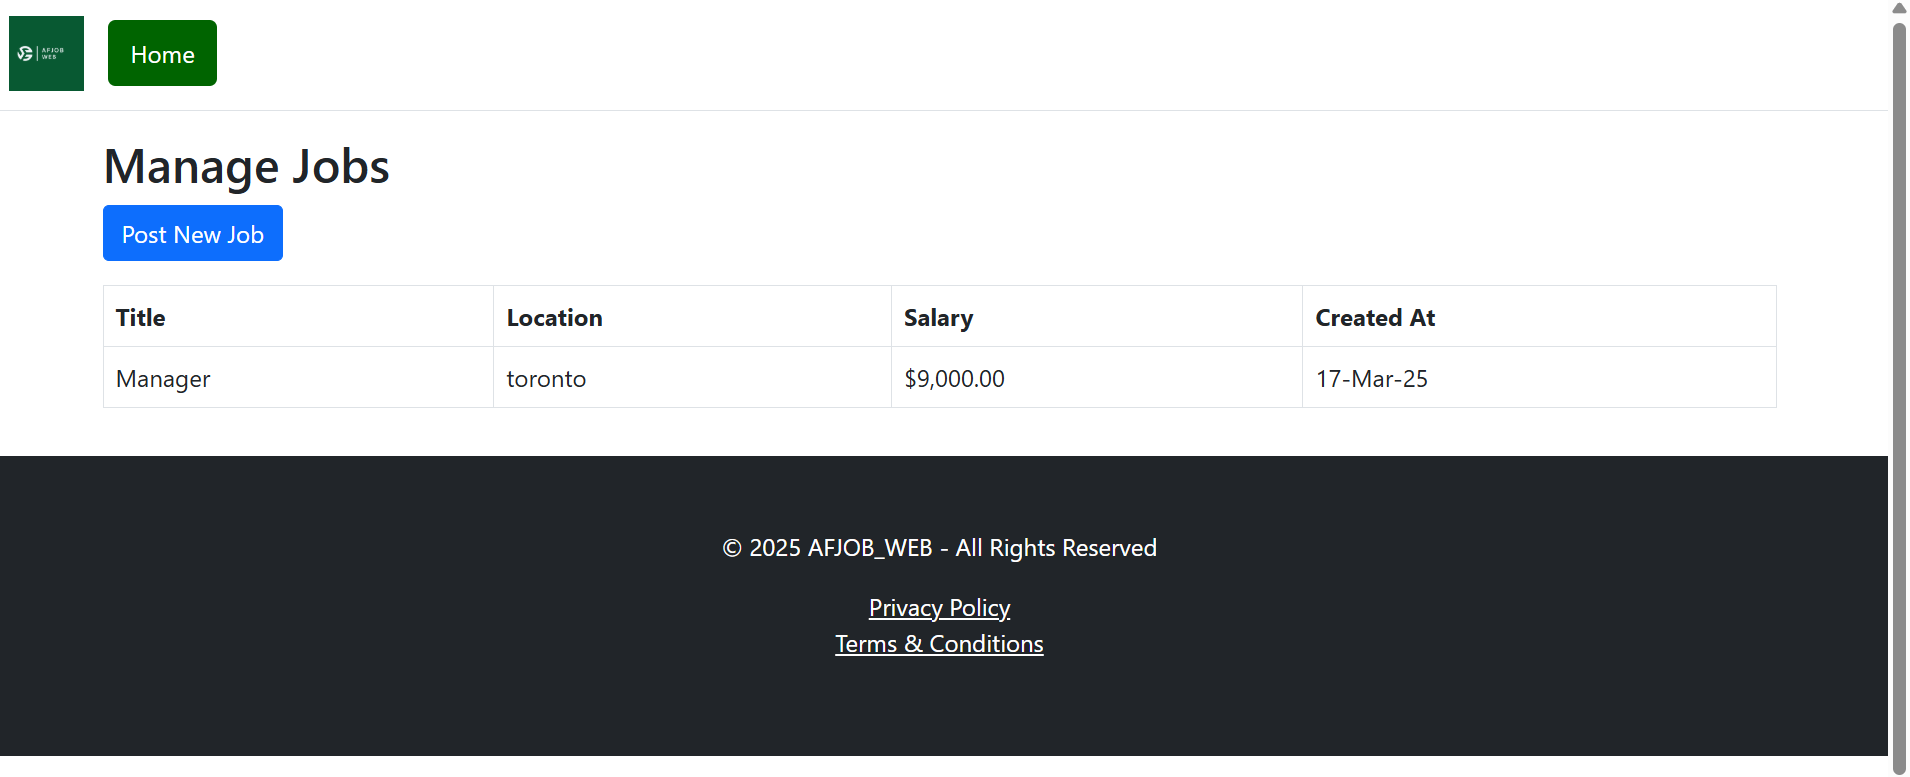 AFJOB
WEB
Home
Manage Jobs
Post New Job
Title Location Salary Created At
Manager toronto $9,000.00 17-Mar-25
© 2025 AFJOB_WEB - All Rights Reserved
Privacy Policy
Terms & Conditions